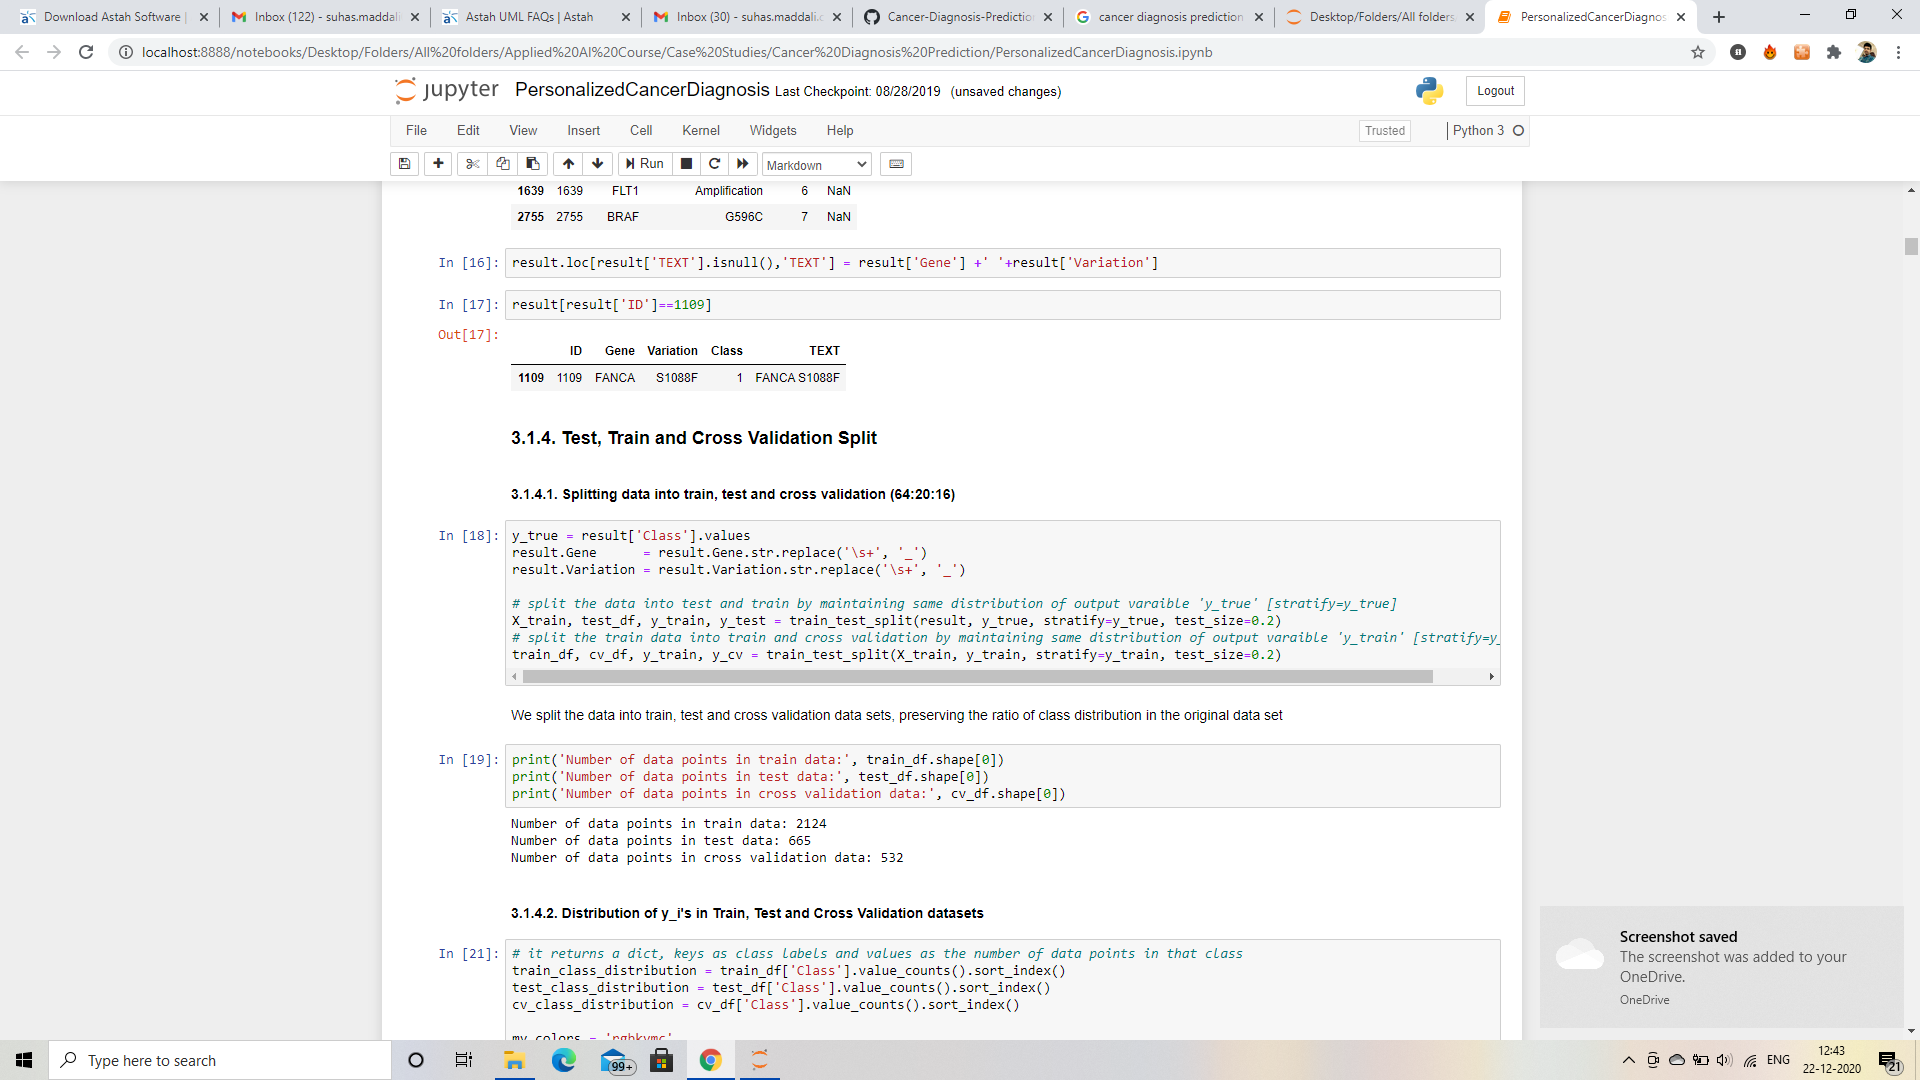 Download Astah Software |
Inbox (122) - suhas.maddali
Astah UML FAQs | Astah
Inbox (30) - suhas.maddali.
Cancer-Diagnosis-Prediction
cancer diagnosis prediction
Desktop/Folders/All folders
PersonalizedCancerDiagnos
localhost:8888/notebooks/Desktop/Folders/All%20folders/Applied%20AI%20Course/Case%20Studies/Cancer%20Diagnosis%20Prediction/PersonalizedCancerDiagnosis.ipynb
jupyter PersonalizedCancerDiagnosis Last Checkpoint: 08/28/2019 (unsaved changes)
Logout
File Edit View Insert Cell Kernel Widgets Help
Trusted
Python 3
Run
Markdown
1639 1639 FLT1 Amplification 6 NaN
2755 2755 BRAF G596C 7 NaN
In [16]: result.loc[result['TEXT'].isnull(),'TEXT'] = result['Gene'] +' '+result['Variation']
In [17]: result[result['ID']==1109]
Out[17]:
ID Gene Variation Class TEXT
1109 1109 FANCA S1088F 1 FANCA S1088F
3.1.4. Test, Train and Cross Validation Split
3.1.4.1. Splitting data into train, test and cross validation (64:20:16)
In [18]: y_true = result['Class'].values
result.Gene      = result.Gene.str.replace('\s+', '_')
result.Variation = result.Variation.str.replace('\s+', '_')
# split the data into test and train by maintaining same distribution of output varaible 'y_true' [stratify=y_true]
X_train, test_df, y_train, y_test = train_test_split(result, y_true, stratify=y_true, test_size=0.2)
# split the train data into train and cross validation by maintaining same distribution of output varaible 'y_train' [stratify=y_
train_df, cv_df, y_train, y_cv = train_test_split(X_train, y_train, stratify=y_train, test_size=0.2)
We split the data into train, test and cross validation data sets, preserving the ratio of class distribution in the original data set
In [19]: print('Number of data points in train data:', train_df.shape[0])
print('Number of data points in test data:', test_df.shape[0])
print('Number of data points in cross validation data:', cv_df.shape[0])
Number of data points in train data: 2124
Number of data points in test data: 665
Number of data points in cross validation data: 532
3.1.4.2. Distribution of y_i's in Train, Test and Cross Validation datasets
In [21]: # it returns a dict, keys as class labels and values as the number of data points in that class
train_class_distribution = train_df['Class'].value_counts().sort_index()
test_class_distribution = test_df['Class'].value_counts().sort_index()
cv_class_distribution = cv_df['Class'].value_counts().sort_index()
my_colors = 'rgbkymc'
Screenshot saved
The screenshot was added to your
OneDrive.
OneDrive
Type here to search
99+
ENG
12:43
22-12-2020
21